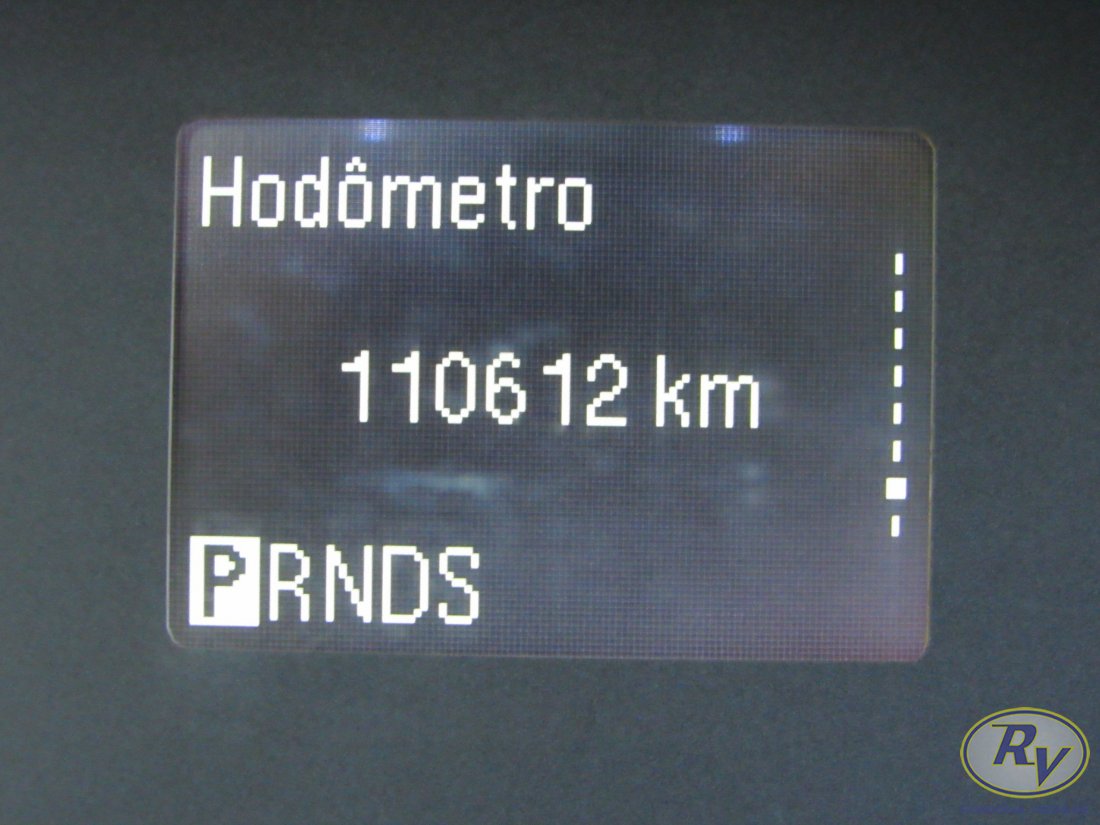 Hodômetro
110612 km
PRNDS
RV